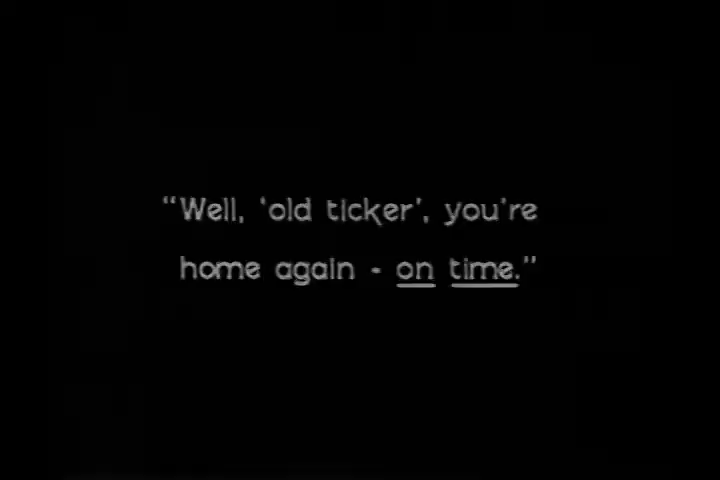 “Well, ‘old ticker’, you’re
home again - on time.”